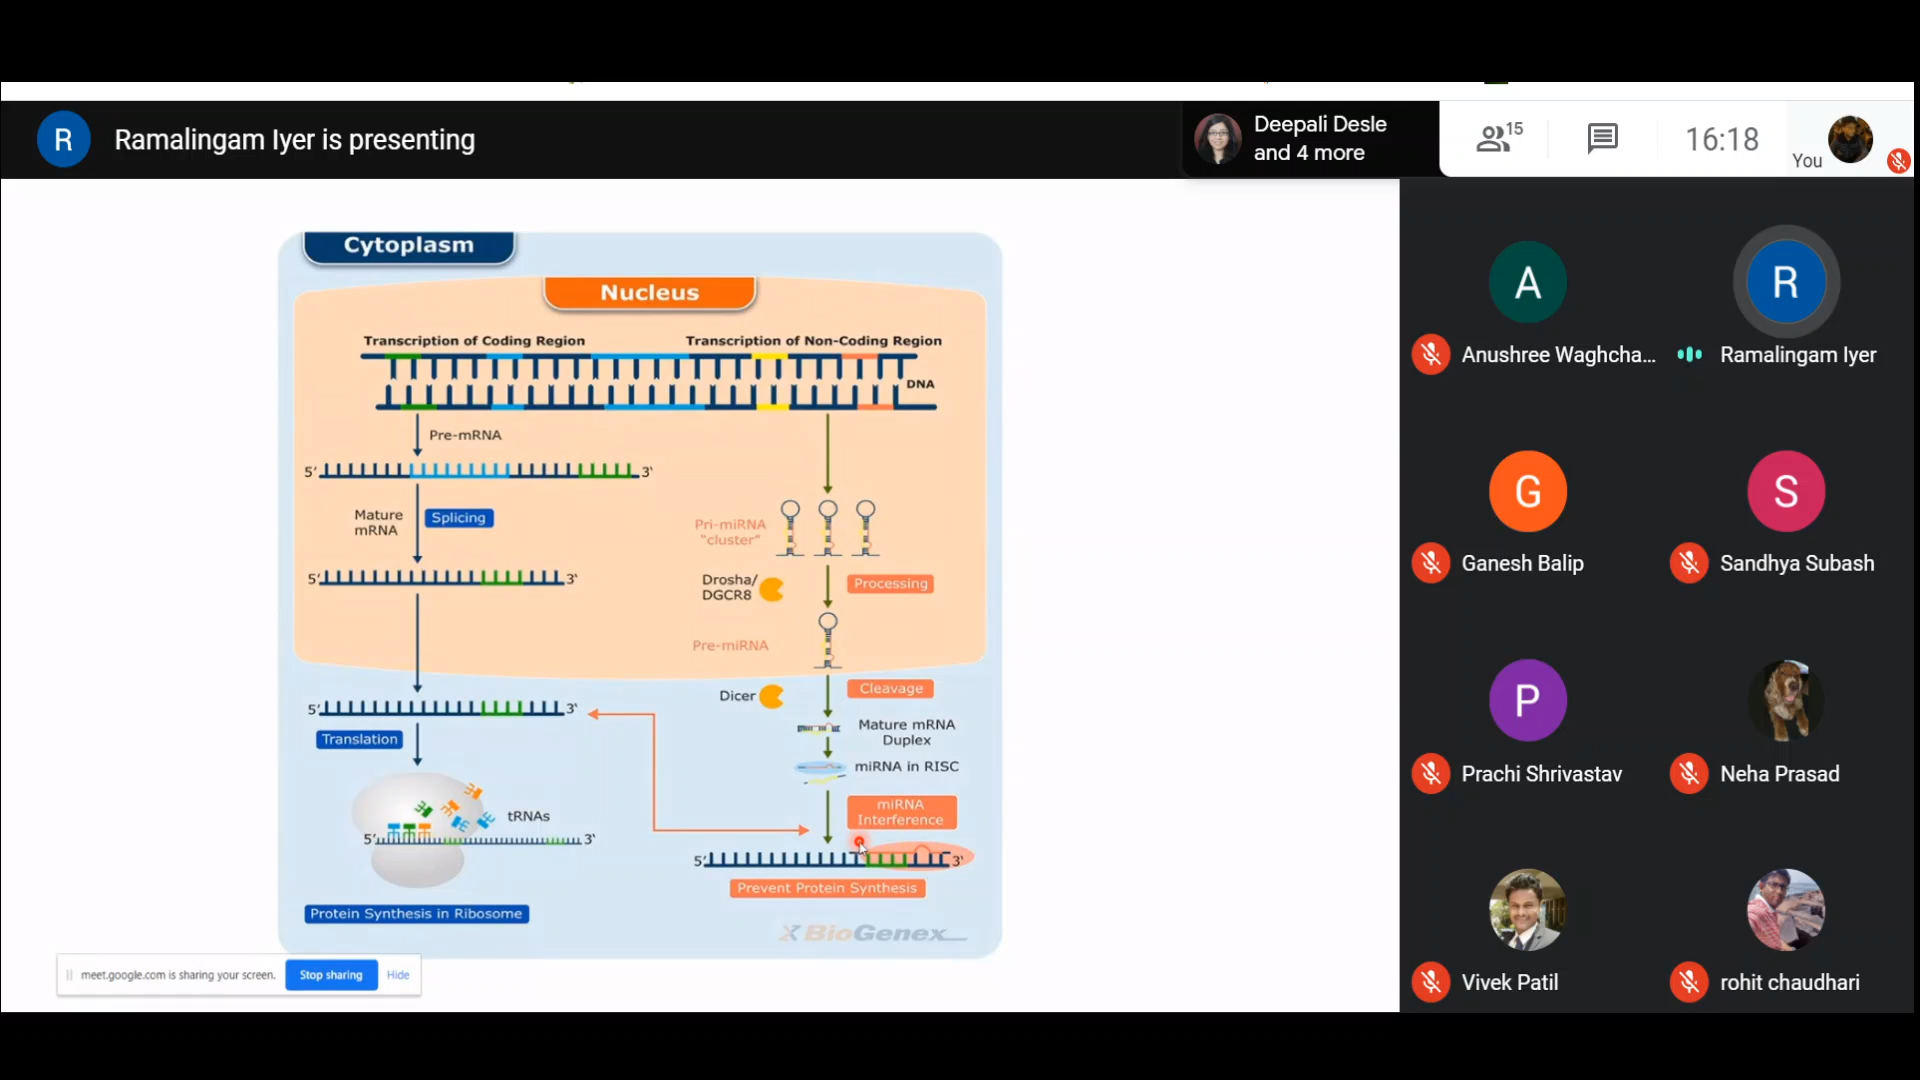 R
Ramalingam Iyer is presenting
Deepali Desle
and 4 more
15
16:18
You
Cytoplasm
Nucleus
Transcription of Coding Region
Transcription of Non-Coding Region
DNA
Pre-mRNA
5'
3'
Mature
mRNA
Splicing
Pri-miRNA
"cluster"
5'
3'
Drosha/
DGCR8
Processing
Pre-miRNA
Dicer
Cleavage
5'
3'
Translation
Mature mRNA
Duplex
miRNA in RISC
miRNA
Interference
tRNAs
5'
3'
5'
3'
Prevent Protein Synthesis
Protein Synthesis in Ribosome
BioGenex
meet.google.com is sharing your screen.
Stop sharing
Hide
A
Anushree Waghcha...
R
Ramalingam Iyer
G
Ganesh Balip
S
Sandhya Subash
P
Prachi Shrivastav
Neha Prasad
Vivek Patil
rohit chaudhari